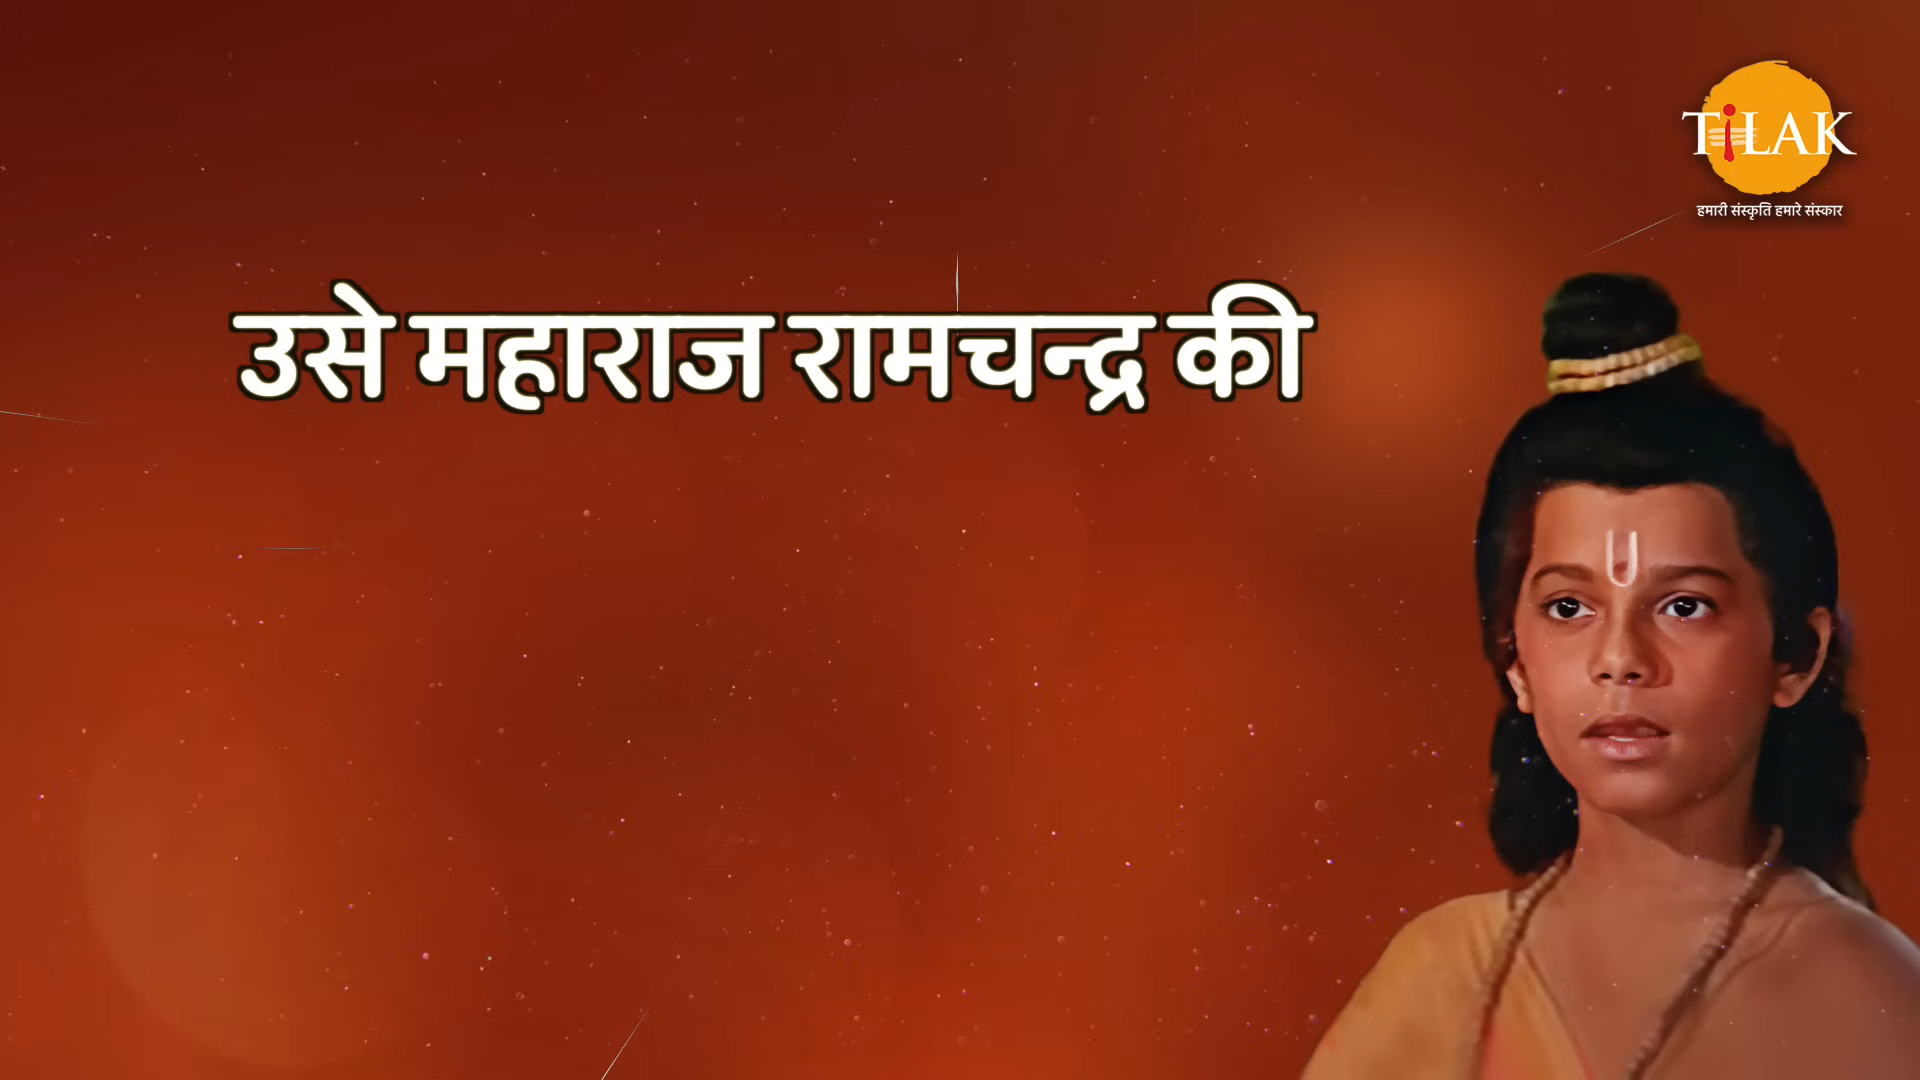 TiLAK
हमारी संस्कृति हमारे संस्कार
उसे महाराज रामचन्द्र की